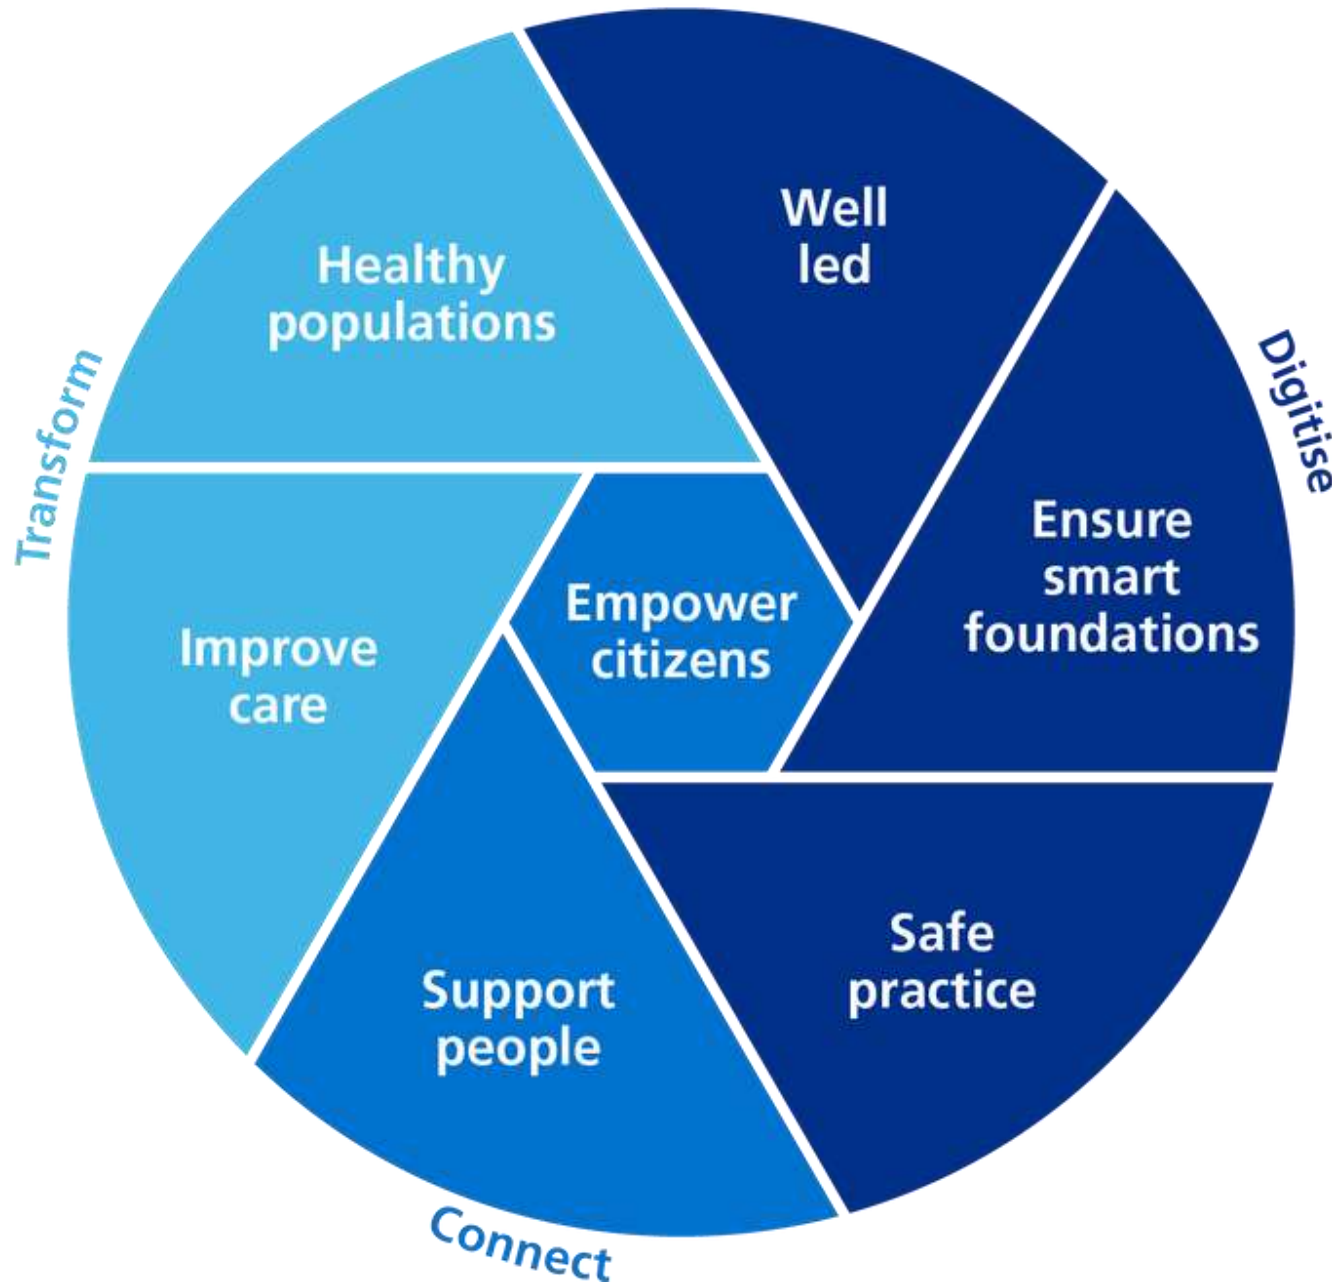 Well
led
Digitise
Ensure
smart
foundations
Safe
practice
Connect
Support
people
Transform
Improve
care
Healthy
populations
Empower
citizens